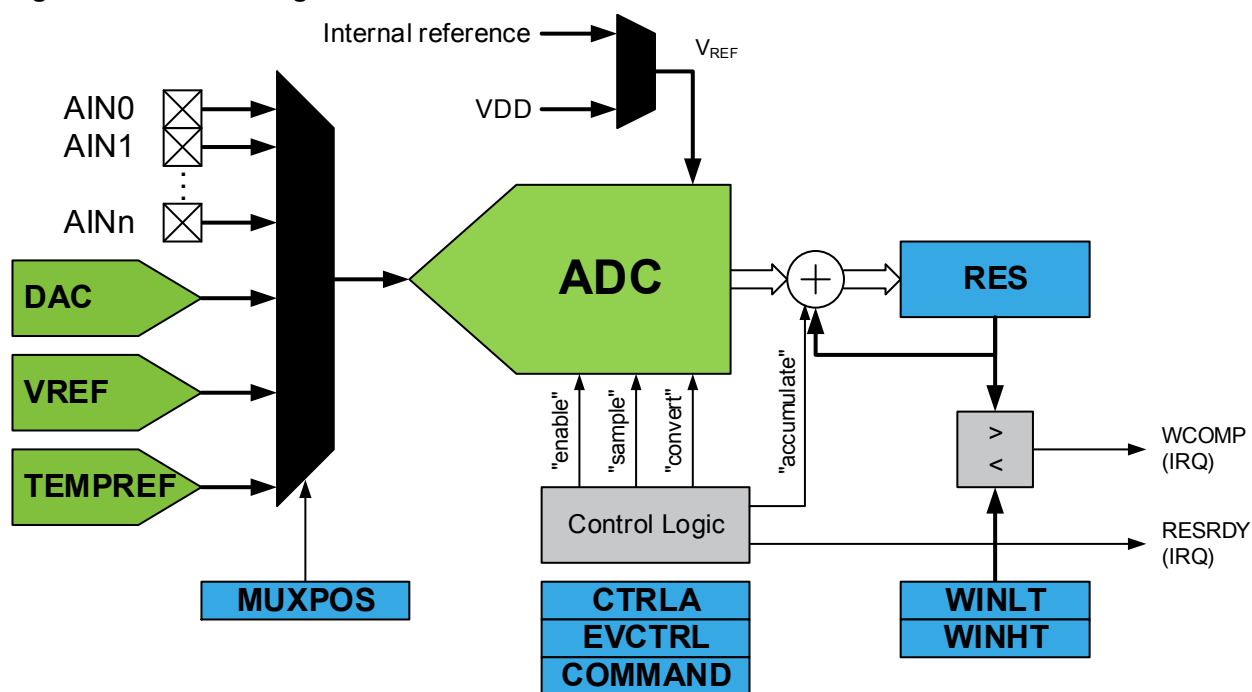 Internal reference
VREF
VDD
AIN0
AIN1
AINn
DAC
VREF
TEMPREF
MUXPOS
ADC
RES
"enable"
"sample"
"convert"
"accumulate"
Control Logic
>
<
WCOMP
(IRQ)
RESRDY
(IRQ)
CTRLA
EVCTRL
COMMAND
WINLT
WINHT